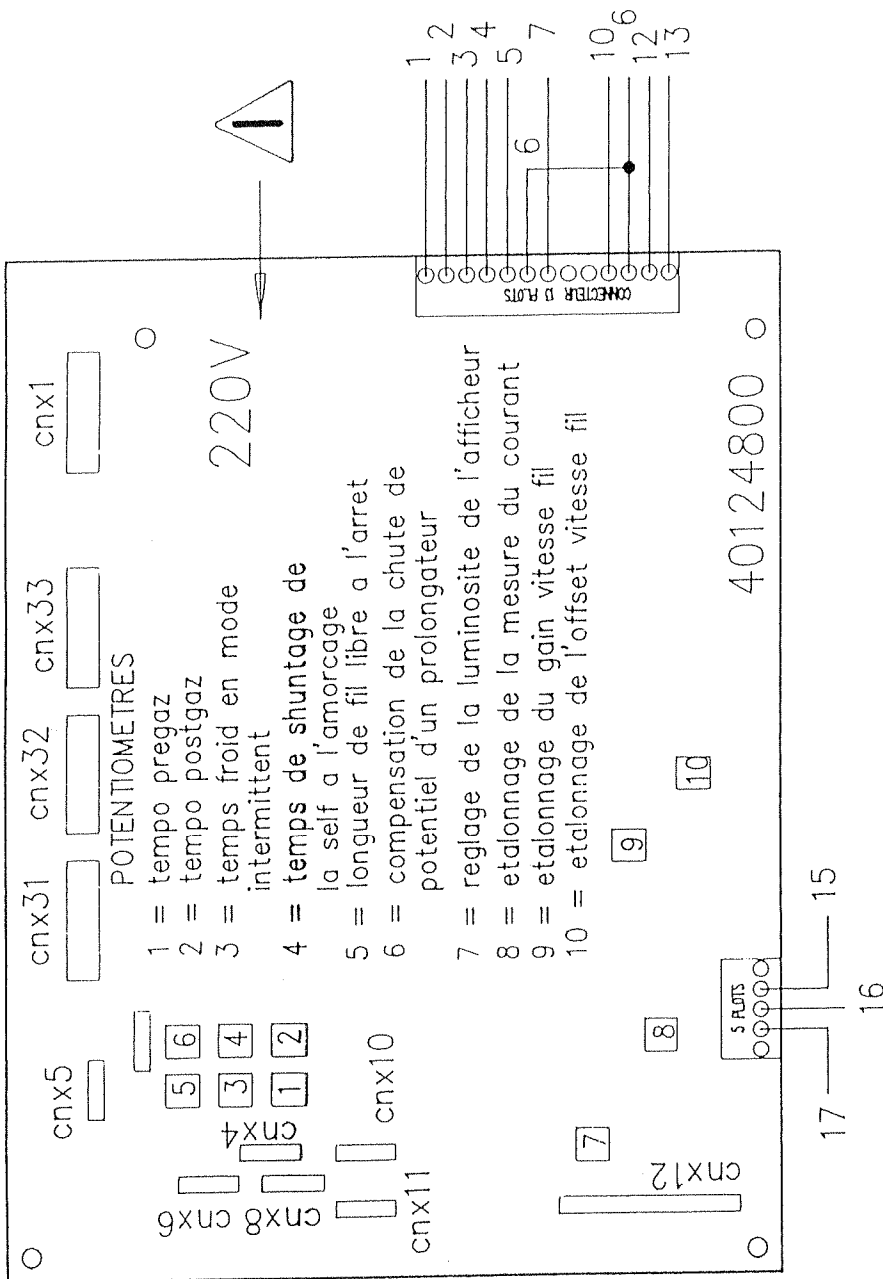 cnx5
cnx31
cnx32
cnx33
cnx1
POTENTIOMETRES
1 = tempo pregaz
2 = tempo postgaz
3 = temps froid en mode
intermittent
4 = temps de shuntage de
la self a l'amorcage
5 = longueur de fil libre a l'arret
6 = compensation de la chute de
potentiel d'un prolongateur
7 = reglage de la luminosite de l'afficheur
8 = etalonnage de la mesure du courant
9 = etalonnage du gain vitesse fil
10 = etalonnage de l'offset vitesse fil
220V
5 6
3 4
1 2
cnx4
cnx6
cnx8
cnx10
cnx11
cnx12
7
8
9
10
40124800
CONNECTEUR 13 PLOTS
1
2
3
4
5
6
7
10
6
12
13
5 PLOTS
17
16
15